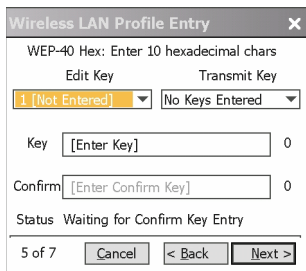 Wireless LAN Profile Entry
WEP-40 Hex: Enter 10 hexadecimal chars
Edit Key Transmit Key
1 [Not Entered] No Keys Entered
Key [Enter Key] 0
Confirm [Enter Confirm Key] 0
Status Waiting for Confirm Key Entry
5 of 7 Cancel < Back Next >